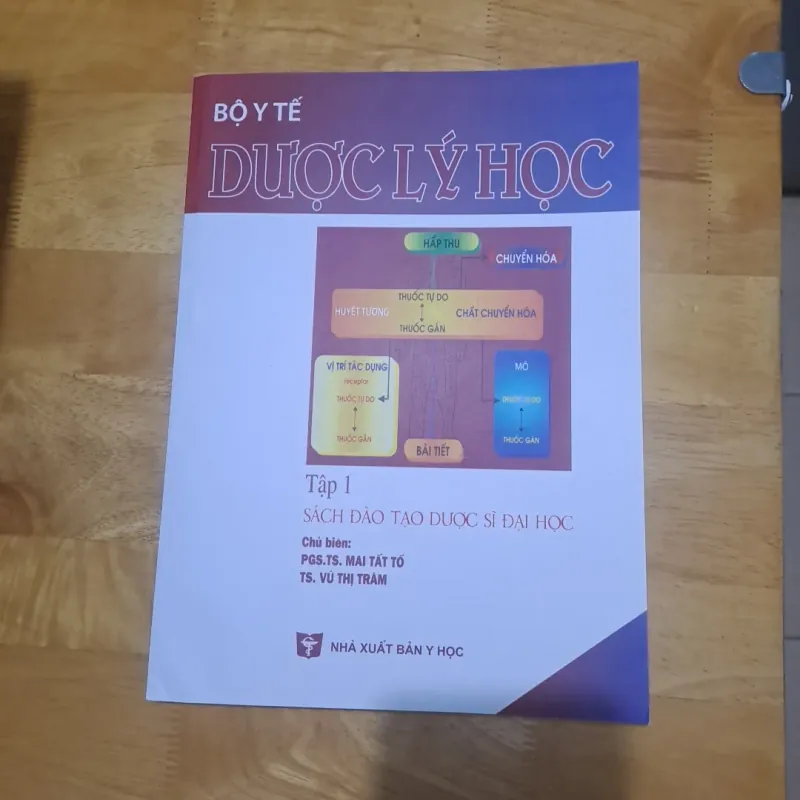 BỘ Y TẾ
DƯỢC LÝ HỌC
HẤP THU
CHUYỂN HÓA
THUỐC TỰ DO
HUYẾT TƯƠNG
CHẤT CHUYỂN HÓA
THUỐC GẮN
VỊ TRÍ TÁC DỤNG
MÔ
receptor
THUỐC TỰ DO
THUỐC TỰ DO
THUỐC GẮN
THUỐC GẮN
BÀI TIẾT
Tập 1
SÁCH ĐÀO TẠO DƯỢC SĨ ĐẠI HỌC
Chủ biên:
PGS.TS. MAI TẤT TỐ
TS. VŨ THỊ TRÂM
NHÀ XUẤT BẢN Y HỌC